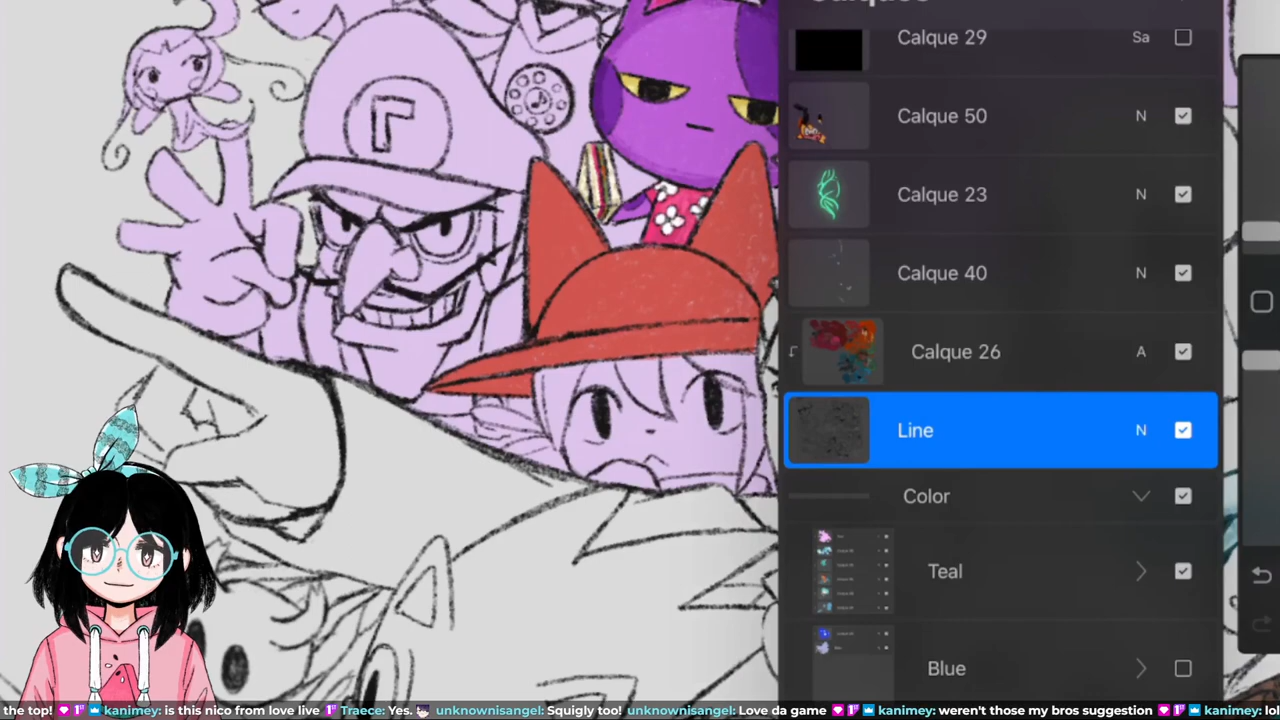 Calque 29 Sa
Calque 50 N
Calque 23 N
Calque 40 N
Calque 26 A
Line N
Color
Teal
Blue
the top! kanimey: is this nico from love live Traece: Yes. unknownisangel: Squigly too! unknownisangel: Love da game kanimey: weren't those my bros suggestion kanimey: lol